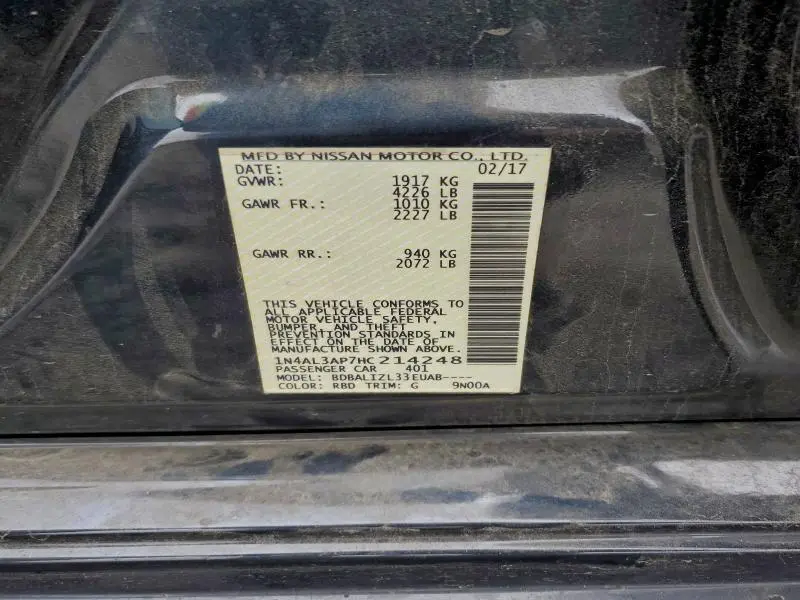 MFD BY NISSAN MOTOR CO., LTD.
DATE: 02/17
GVWR: 1917 KG
4226 LB
GAWR FR.: 1010 KG
2227 LB
GAWR RR.: 940 KG
2072 LB
THIS VEHICLE CONFORMS TO
ALL APPLICABLE FEDERAL
MOTOR VEHICLE SAFETY,
BUMPER, AND THEFT
PREVENTION STANDARDS IN
EFFECT ON THE DATE OF
MANUFACTURE SHOWN ABOVE.
1N4AL3AP7HC214248
PASSENGER CAR 401
MODEL: BDBALIZL33EUAB----
COLOR: RBD TRIM: G 9N00A